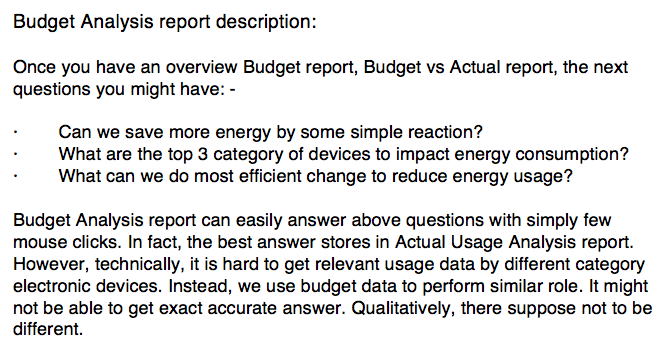 Budget Analysis report description:
Once you have an overview Budget report, Budget vs Actual report, the next
questions you might have: -
· Can we save more energy by some simple reaction?
· What are the top 3 category of devices to impact energy consumption?
· What can we do most efficient change to reduce energy usage?
Budget Analysis report can easily answer above questions with simply few
mouse clicks. In fact, the best answer stores in Actual Usage Analysis report.
However, technically, it is hard to get relevant usage data by different category
electronic devices. Instead, we use budget data to perform similar role. It might
not be able to get exact accurate answer. Qualitatively, there suppose not to be
different.